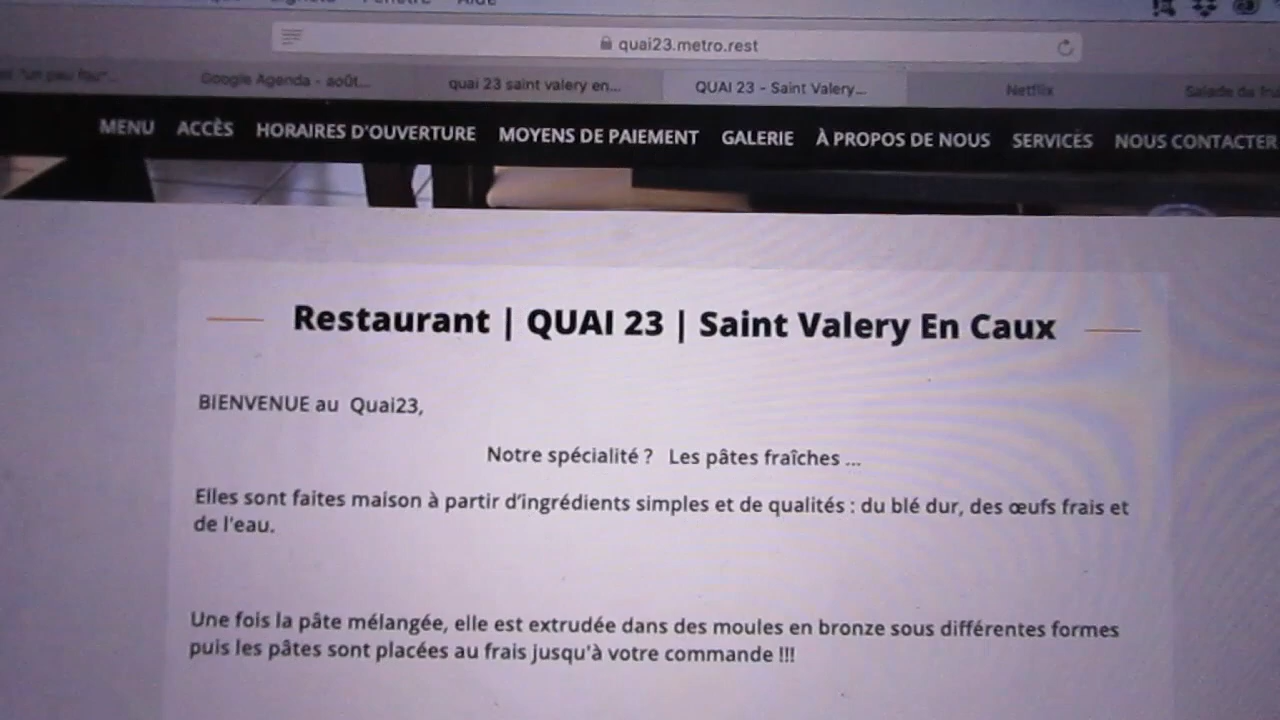 quai23.metro.rest
Google Agenda - août... quai 23 saint valery en... QUAI 23 - Saint Valery... Netflix
MENU ACCÈS HORAIRES D'OUVERTURE MOYENS DE PAIEMENT GALERIE À PROPOS DE NOUS SERVICES NOUS CONTACTER
Restaurant | QUAI 23 | Saint Valery En Caux
BIENVENUE au Quai23,
Notre spécialité ? Les pâtes fraîches ...
Elles sont faites maison à partir d'ingrédients simples et de qualités : du blé dur, des œufs frais et
de l'eau.
Une fois la pâte mélangée, elle est extrudée dans des moules en bronze sous différentes formes
puis les pâtes sont placées au frais jusqu'à votre commande !!!